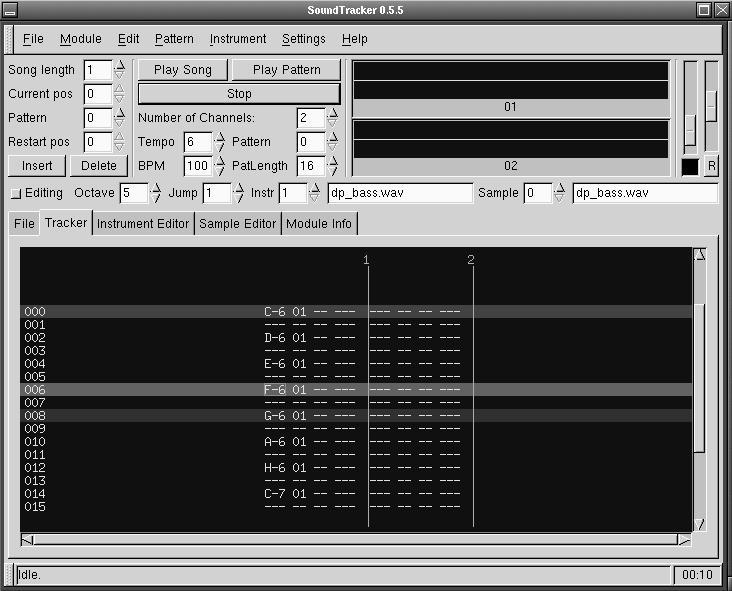 SoundTracker 0.5.5
File Module Edit Pattern Instrument Settings Help
Song length 1 Play Song Play Pattern
Current pos 0 Stop
Pattern 0 Number of Channels: 2 01
Restart pos 0 Tempo 6 Pattern 0
Insert Delete BPM 100 PatLength 16 02 R
Editing Octave 5 Jump 1 Instr 1 dp_bass.wav Sample 0 dp_bass.wav
File Tracker Instrument Editor Sample Editor Module Info
1 2
000 C-6 01 -- --- --- -- -- ---
001 --- -- -- --- --- -- -- ---
002 D-6 01 -- --- --- -- -- ---
003 --- -- -- --- --- -- -- ---
004 E-6 01 -- --- --- -- -- ---
005 --- -- -- --- --- -- -- ---
006 F-6 01 -- --- --- -- -- ---
007 --- -- -- --- --- -- -- ---
008 G-6 01 -- --- --- -- -- ---
009 --- -- -- --- --- -- -- ---
010 A-6 01 -- --- --- -- -- ---
011 --- -- -- --- --- -- -- ---
012 H-6 01 -- --- --- -- -- ---
013 --- -- -- --- --- -- -- ---
014 C-7 01 -- --- --- -- -- ---
015 --- -- -- --- --- -- -- ---
Idle. 00:10